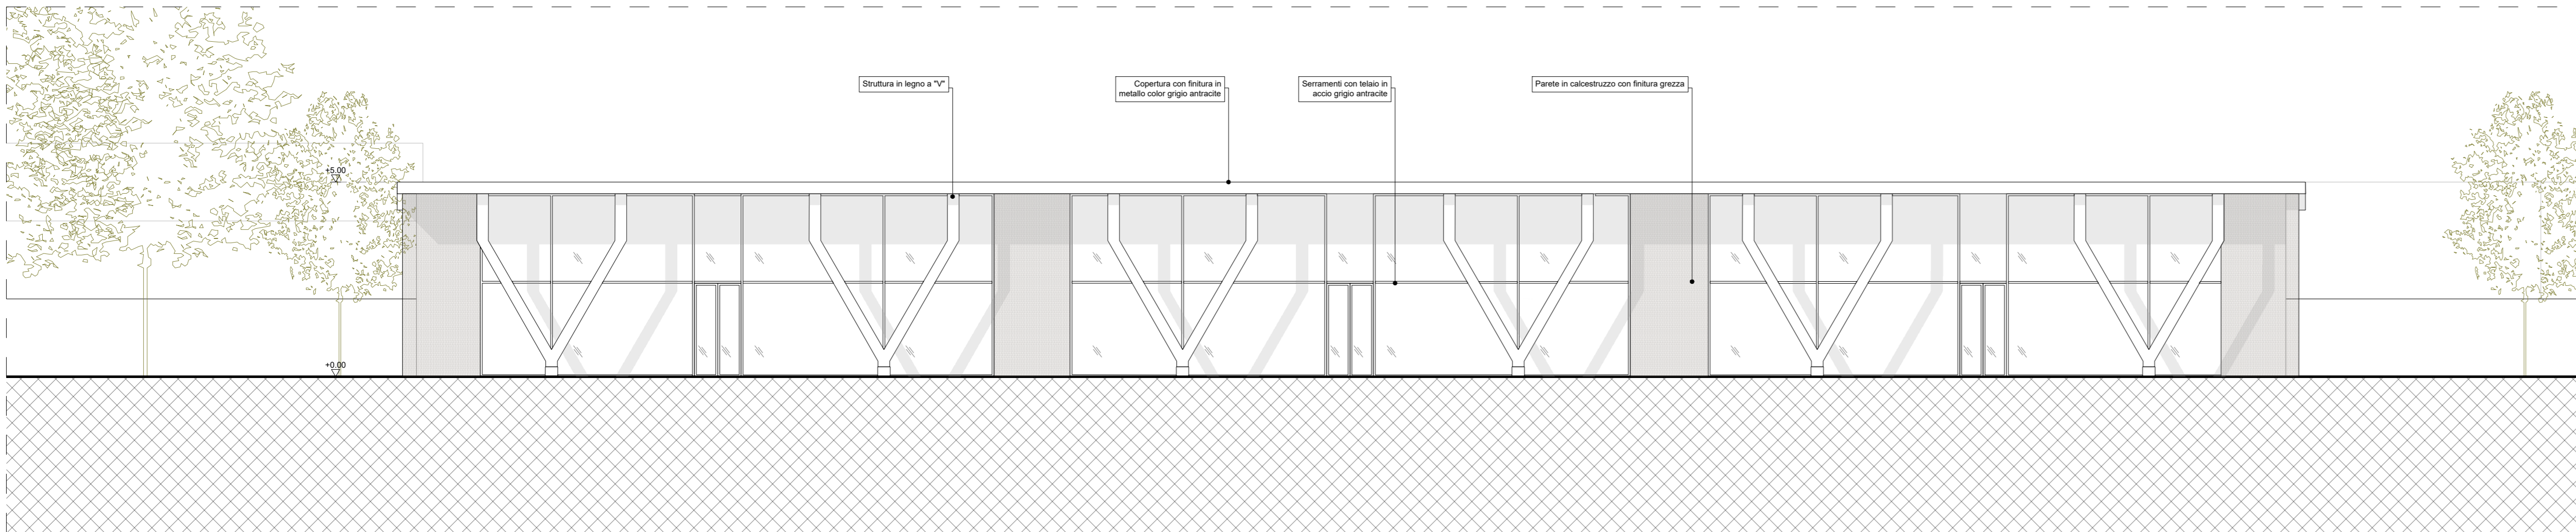 Struttura in legno a "V"
Copertura con finitura in
metallo color grigio antracite
Serramenti con telaio in
accio grigio antracite
Parete in calcestruzzo con finitura grezza
+5.00
+0.00